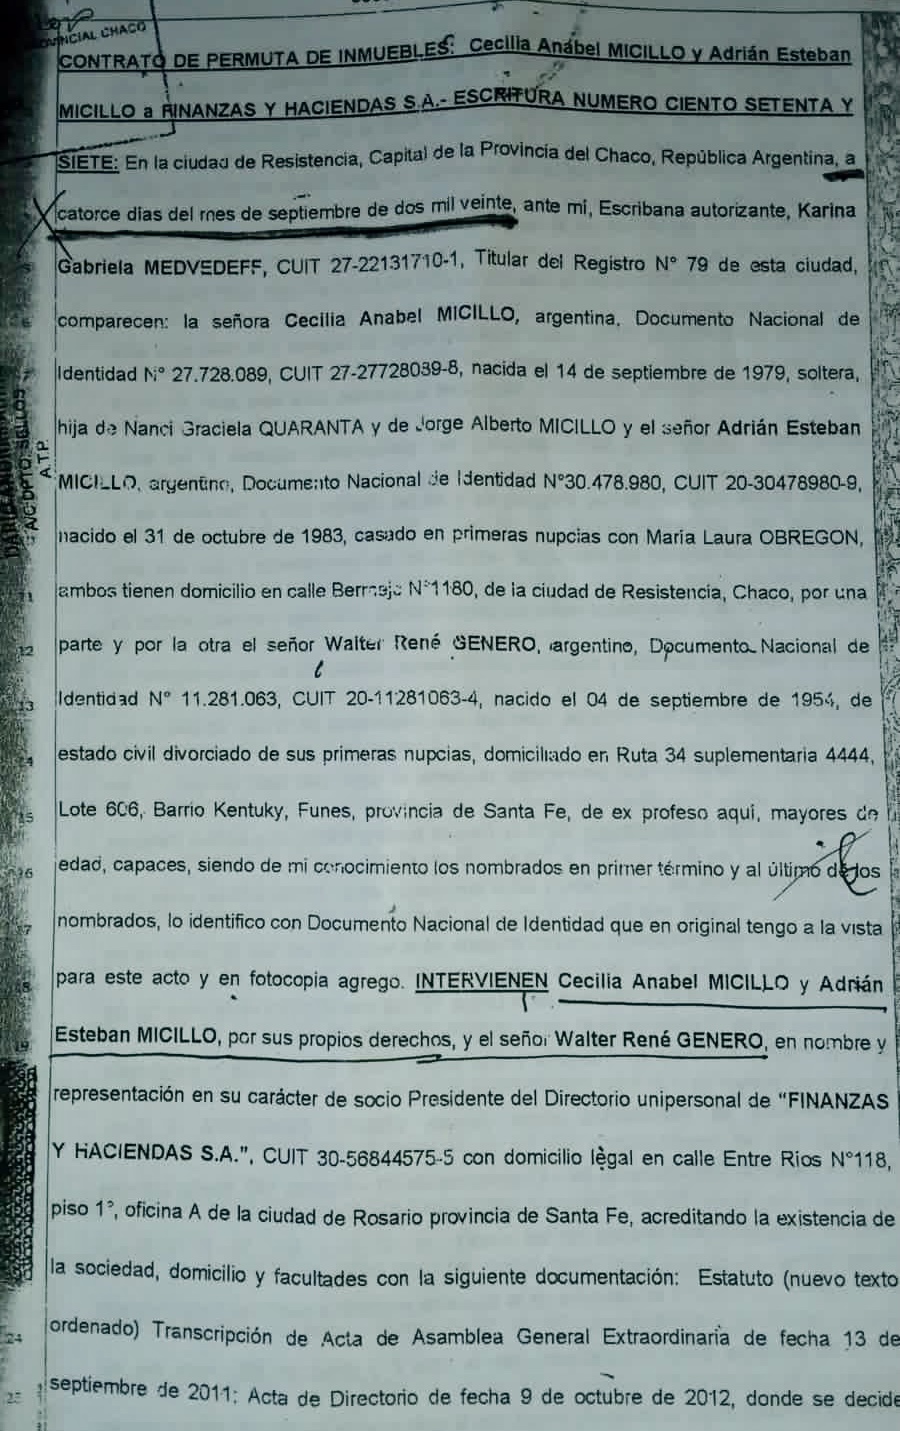 NCIAL CHACO
CONTRATO DE PERMUTA DE INMUEBLES: Cecilia Anabel MICILLO y Adrián Esteban
MICILLO a FINANZAS Y HACIENDAS S.A.- ESCRITURA NUMERO CIENTO SETENTA Y
SIETE: En la ciudad de Resistencia, Capital de la Provincia del Chaco, República Argentina, a
catorce dias del mes de septiembre de dos mil veinte, ante mi, Escribana autorizante, Karina
Gabriela MEDVEDEFF, CUIT 27-22131710-1, Titular del Registro N° 79 de esta ciudad,
6 comparecen: la señora Cecilia Anabel MICILLO, argentina, Documento Nacional de
Identidad N° 27.728.089, CUIT 27-27728089-8, nacida el 14 de septiembre de 1979, soltera,
hija de Nanci Graciela QUARANTA y de Jorge Alberto MICILLO y el señor Adrián Esteban
MICILLO, argentino, Documento Nacional de Identidad N°30.478.980, CUIT 20-30478980-9,
nacido el 31 de octubre de 1983, casado en primeras nupcias con Maria Laura OBREGON,
11 ambos tienen domicilio en calle Bermejo N°1180, de la ciudad de Resistencia, Chaco, por una
12 parte y por la otra el señor Walter René GENERO, argentino, Documento Nacional de
13 Identidad N° 11.281.063, CUIT 20-11281063-4, nacido el 04 de septiembre de 1954, de
estado civil divorciado de sus primeras nupcias, domiciliado en Ruta 34 suplementaria 4444,
15 Lote 606, Barrio Kentuky, Funes, provincia de Santa Fe, de ex profeso aqui, mayores de
16 edad, capaces, siendo de mi conocimiento los nombrados en primer término y al último de los
nombrados, lo identifico con Documento Nacional de Identidad que en original tengo a la vista
para este acto y en fotocopia agrego. INTERVIENEN Cecilia Anabel MICILLO y Adrián
19 Esteban MICILLO, por sus propios derechos, y el señor Walter René GENERO, en nombre y
representación en su carácter de socio Presidente del Directorio unipersonal de “FINANZAS
Y HACIENDAS S.A.”, CUIT 30-56844575-5 con domicilio legal en calle Entre Rios N°118,
piso 1°, oficina A de la ciudad de Rosario provincia de Santa Fe, acreditando la existencia de
la sociedad, domicilio y facultades con la siguiente documentación: Estatuto (nuevo texto
24 ordenado) Transcripción de Acta de Asamblea General Extraordinaria de fecha 13 de
septiembre de 2011; Acta de Directorio de fecha 9 de octubre de 2012, donde se decide
A/C DPTO. SELLOS
A.T.P.